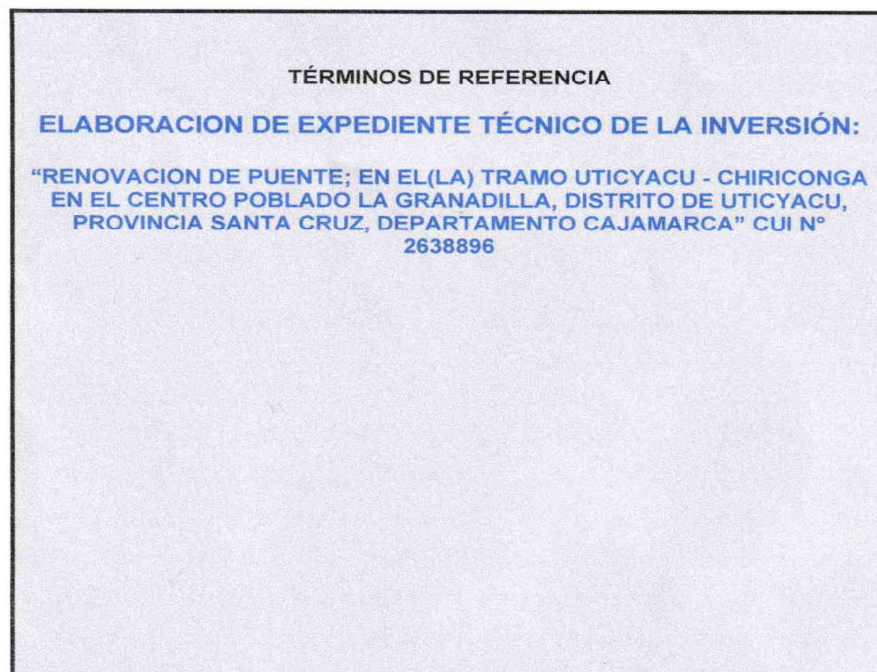 TÉRMINOS DE REFERENCIA
ELABORACION DE EXPEDIENTE TÉCNICO DE LA INVERSIÓN:
“RENOVACION DE PUENTE; EN EL(LA) TRAMO UTICYACU - CHIRICONGA
EN EL CENTRO POBLADO LA GRANADILLA, DISTRITO DE UTICYACU,
PROVINCIA SANTA CRUZ, DEPARTAMENTO CAJAMARCA” CUI N°
2638896